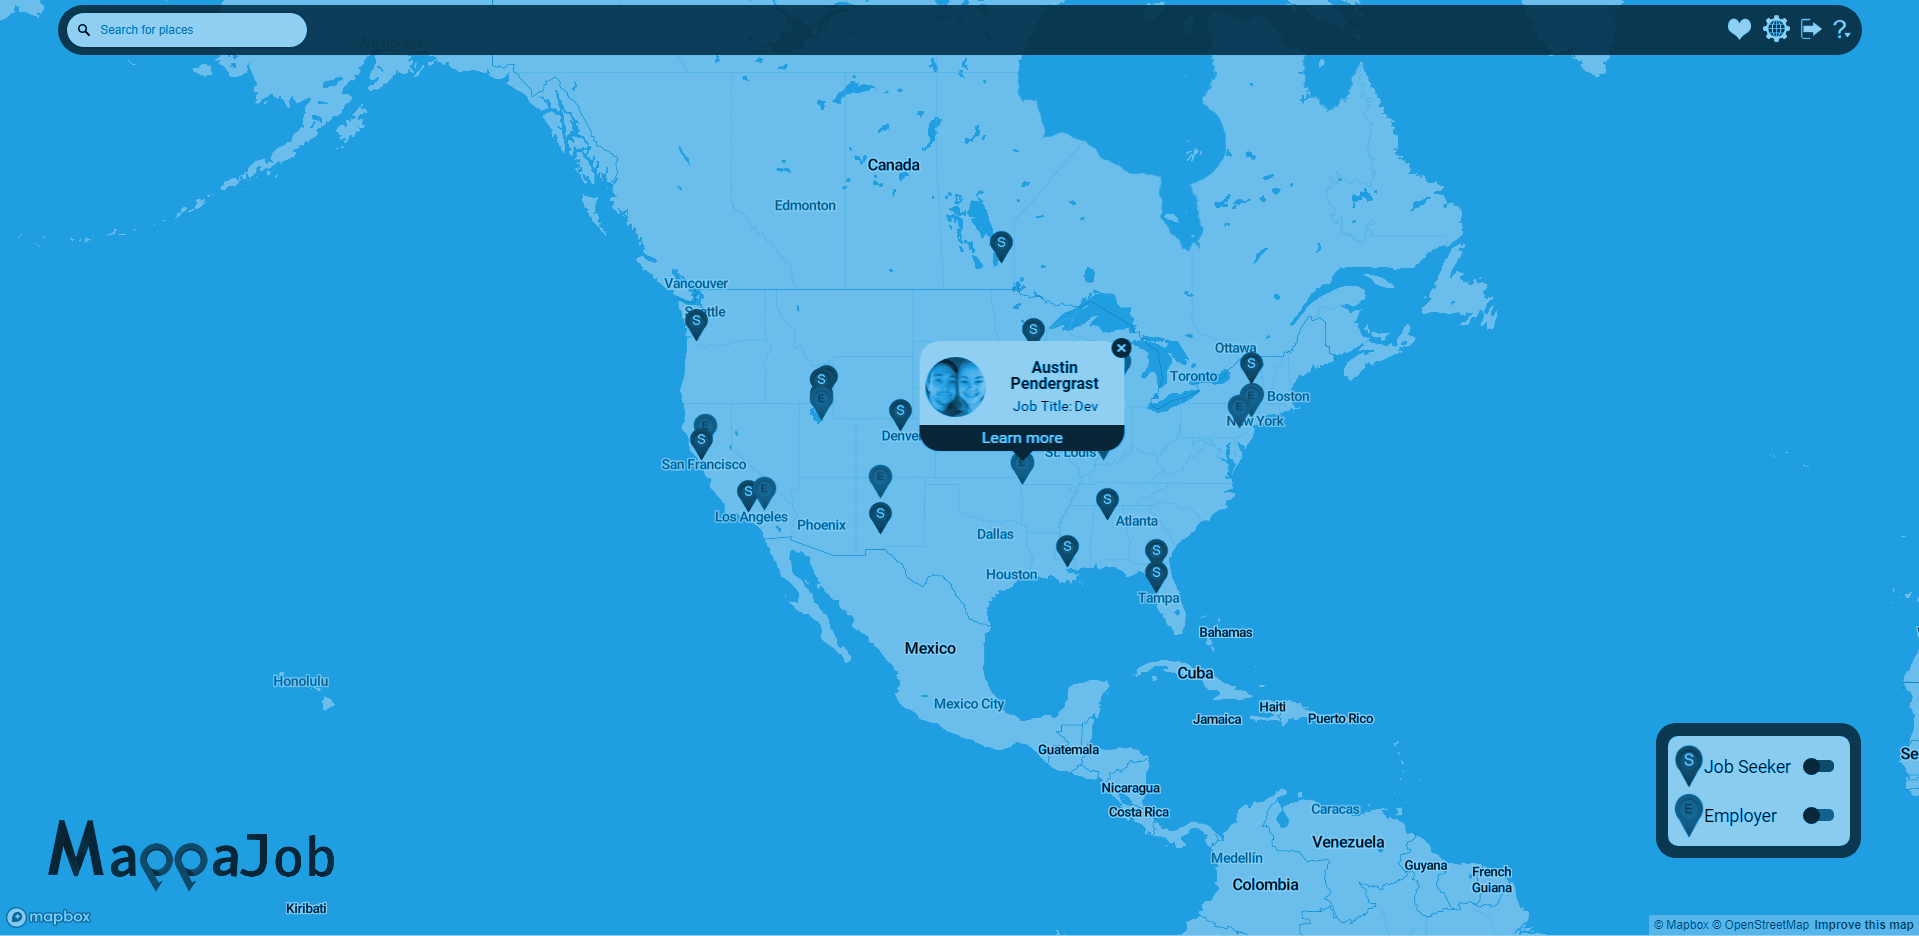 Search for places
Anchorage
?
Canada
Edmonton
S
Vancouver
Seattle
S
S
Ottawa
S
Toronto
Austin
Pendergrast
Job Title: Dev
Learn more
S
E
S
Denver
E
Boston
E
New York
E
S
San Francisco
St. Louis
E
E
S
E
Los Angeles
Phoenix
S
S
Atlanta
Dallas
S
S
Houston
S
Tampa
Bahamas
Mexico
Cuba
Honolulu
Mexico City
Haiti
Jamaica
Puerto Rico
Guatemala
Se
S Job Seeker
Nicaragua
Costa Rica
Caracas
E Employer
Venezuela
MappaJob
Medellín
Guyana
French
Guiana
Colombia
Kiribati
mapbox
© Mapbox © OpenStreetMap Improve this map